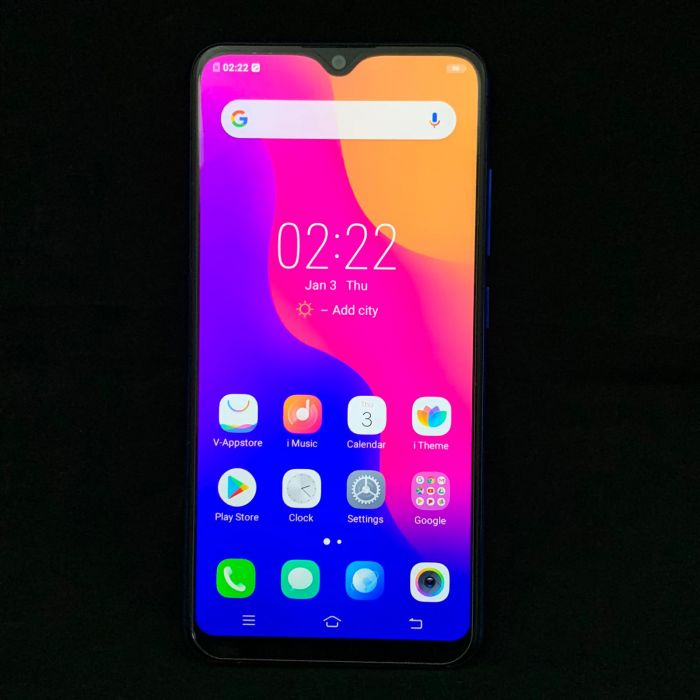 02:22
G
02:22
Jan 3 Thu
– Add city
V-Appstore
i Music
Thu
3
Calendar
i Theme
Play Store
Clock
Settings
Google